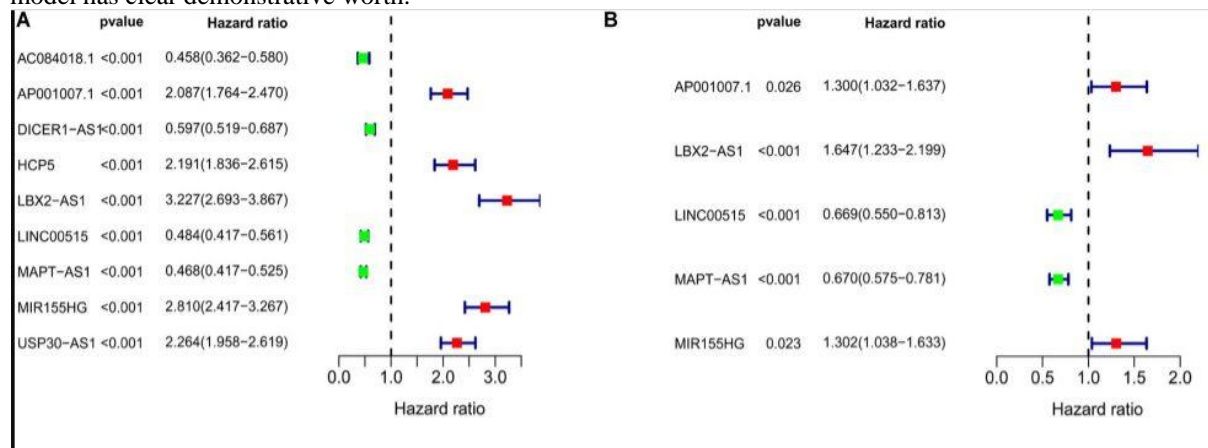 model has clear demonstrative worth.
A pvalue Hazard ratio
AC084018.1 <0.001 0.458(0.362−0.580)
AP001007.1 <0.001 2.087(1.764−2.470)
DICER1−AS1<0.001 0.597(0.519−0.687)
HCP5 <0.001 2.191(1.836−2.615)
LBX2−AS1 <0.001 3.227(2.693−3.867)
LINC00515 <0.001 0.484(0.417−0.561)
MAPT−AS1 <0.001 0.468(0.417−0.525)
MIR155HG <0.001 2.810(2.417−3.267)
USP30−AS1 <0.001 2.264(1.958−2.619)
0.0 1.0 2.0 3.0
Hazard ratio
B pvalue Hazard ratio
AP001007.1 0.026 1.300(1.032−1.637)
LBX2−AS1 <0.001 1.647(1.233−2.199)
LINC00515 <0.001 0.669(0.550−0.813)
MAPT−AS1 <0.001 0.670(0.575−0.781)
MIR155HG 0.023 1.302(1.038−1.633)
0.0 0.5 1.0 1.5 2.0
Hazard ratio